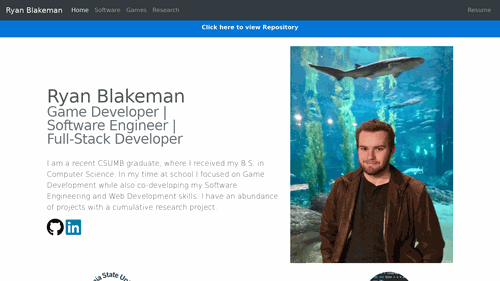 Ryan Blakeman Home Software Games Research Resume
Click here to view Repository
Ryan Blakeman
Game Developer |
Software Engineer |
Full-Stack Developer
I am a recent CSUMB graduate, where I received my B.S. in
Computer Science. In my time at school I focused on Game
Development while also co-developing my Software
Engineering and Web Development skills. I have an abundance
of projects with a cumulative research project.
in
nia State Un